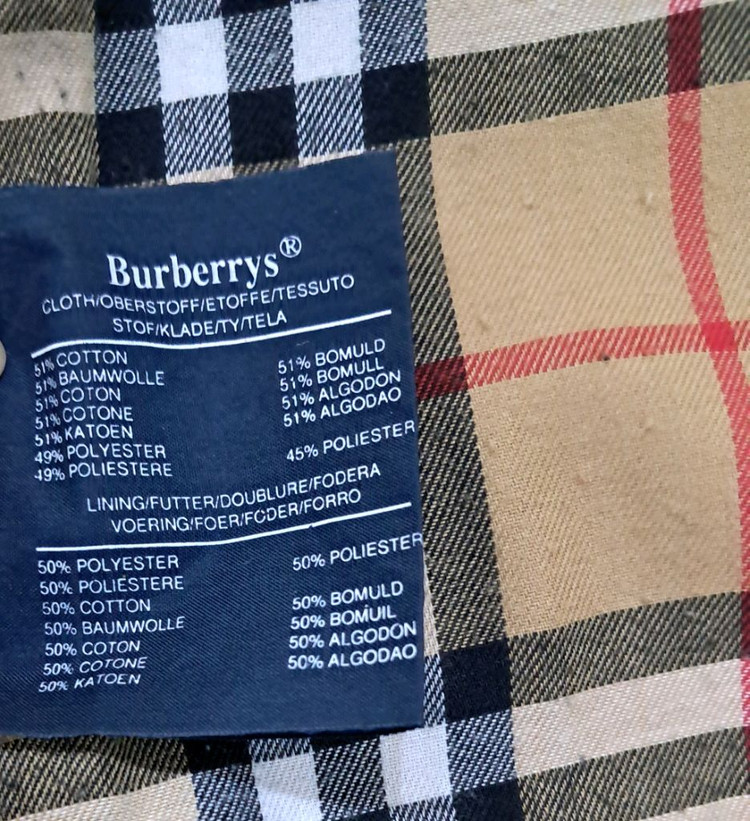 Burberrys®
CLOTH/OBERSTOFF/ETOFFE/TESSUTO
STOF/KLADE/TY/TELA
51% COTTON
51% BAUMWOLLE
51% COTON
51% COTONE
51% KATOEN
49% POLYESTER
49% POLIESTERE
51% BOMULD
51% BOMULL
51% ALGODON
51% ALGODAO
45% POLIESTER
LINING/FUTTER/DOUBLURE/FODERA
VOERING/FOER/FODER/FORRO
50% POLYESTER
50% POLIÉSTERE
50% COTTON
50% BAUMWOLLE
50% COTON
50% COTONE
50% KATOEN
50% POLIESTER
50% BOMULD
50% BOMUIL
50% ALGODON
50% ALGODAO